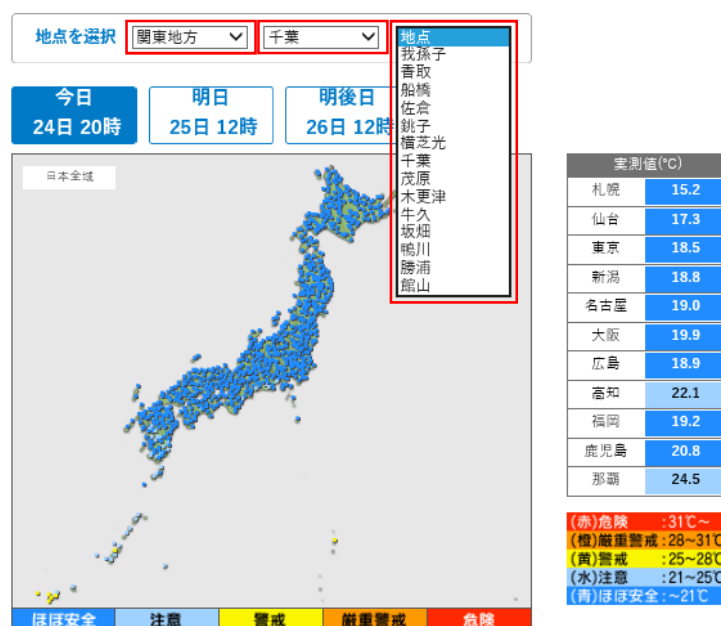 地点を選択 関東地方 千葉
地点
我孫子
香取
船橋
佐倉
銚子
横芝光
千葉
茂原
木更津
牛久
坂畑
鴨川
勝浦
館山
今日
24日 20時
明日
25日 12時
明後日
26日 12時
日本全域
実測値(℃)
札幌 15.2
仙台 17.3
東京 18.5
新潟 18.8
名古屋 19.0
大阪 19.9
広島 18.9
高知 22.1
福岡 19.2
鹿児島 20.8
那覇 24.5
(赤)危険 :31℃~
(橙)厳重警戒:28~31℃
(黄)警戒 :25~28℃
(水)注意 :21~25℃
(青)ほぼ安全:~21℃
ほぼ安全 注意 警戒 厳重警戒 危険